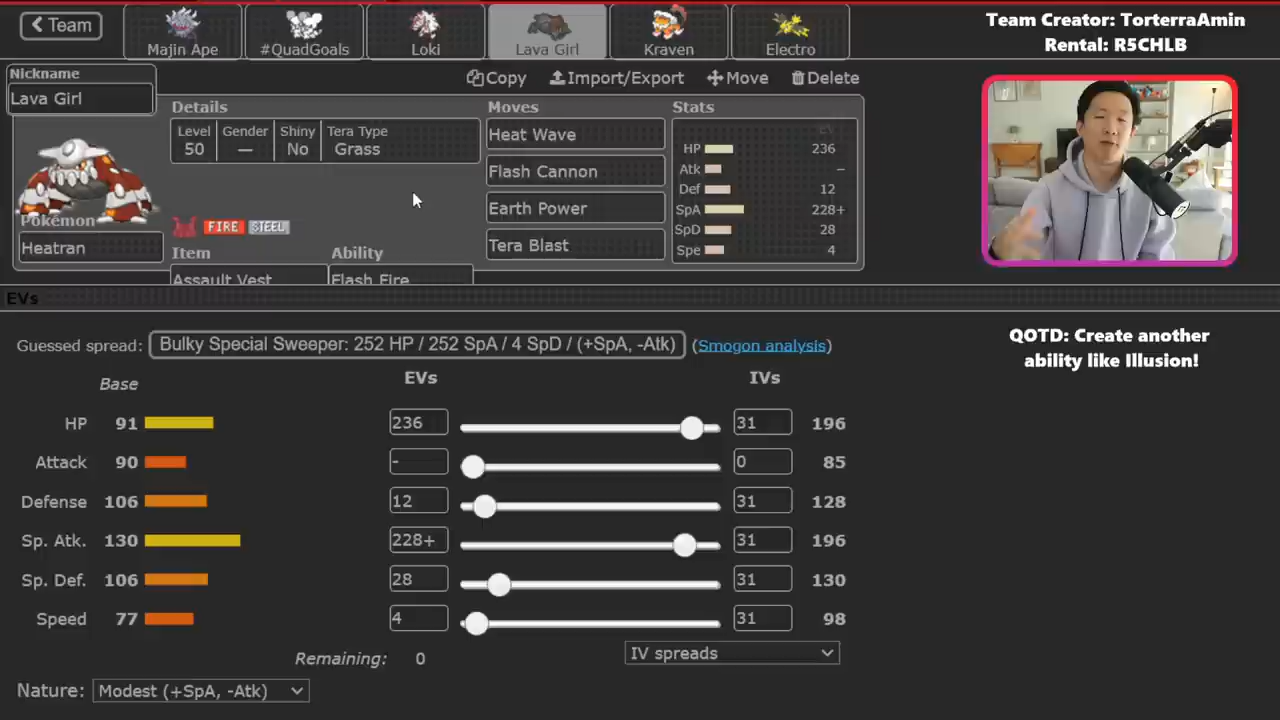 Team
Majin Ape
#QuadGoals
Loki
Lava Girl
Kraven
Electro
Team Creator: TorterraAmin
Rental: R5CHLB
Copy
Import/Export
Move
Delete
Nickname
Lava Girl
Details
Level
50
Gender
—
Shiny
No
Tera Type
Grass
Pokémon
Heatran
FIRE
STEEL
Item
Assault Vest
Ability
Flash Fire
Moves
Heat Wave
Flash Cannon
Earth Power
Tera Blast
Stats
EV
HP 236
Atk –
Def 12
SpA 228+
SpD 28
Spe 4
EVs
Guessed spread: Bulky Special Sweeper: 252 HP / 252 SpA / 4 SpD / (+SpA, -Atk) (Smogon analysis)
QOTD: Create another
ability like Illusion!
Base EVs IVs
HP 91 236 31 196
Attack 90 - 0 85
Defense 106 12 31 128
Sp. Atk. 130 228+ 31 196
Sp. Def. 106 28 31 130
Speed 77 4 31 98
Remaining: 0
IV spreads
Nature: Modest (+SpA, -Atk)